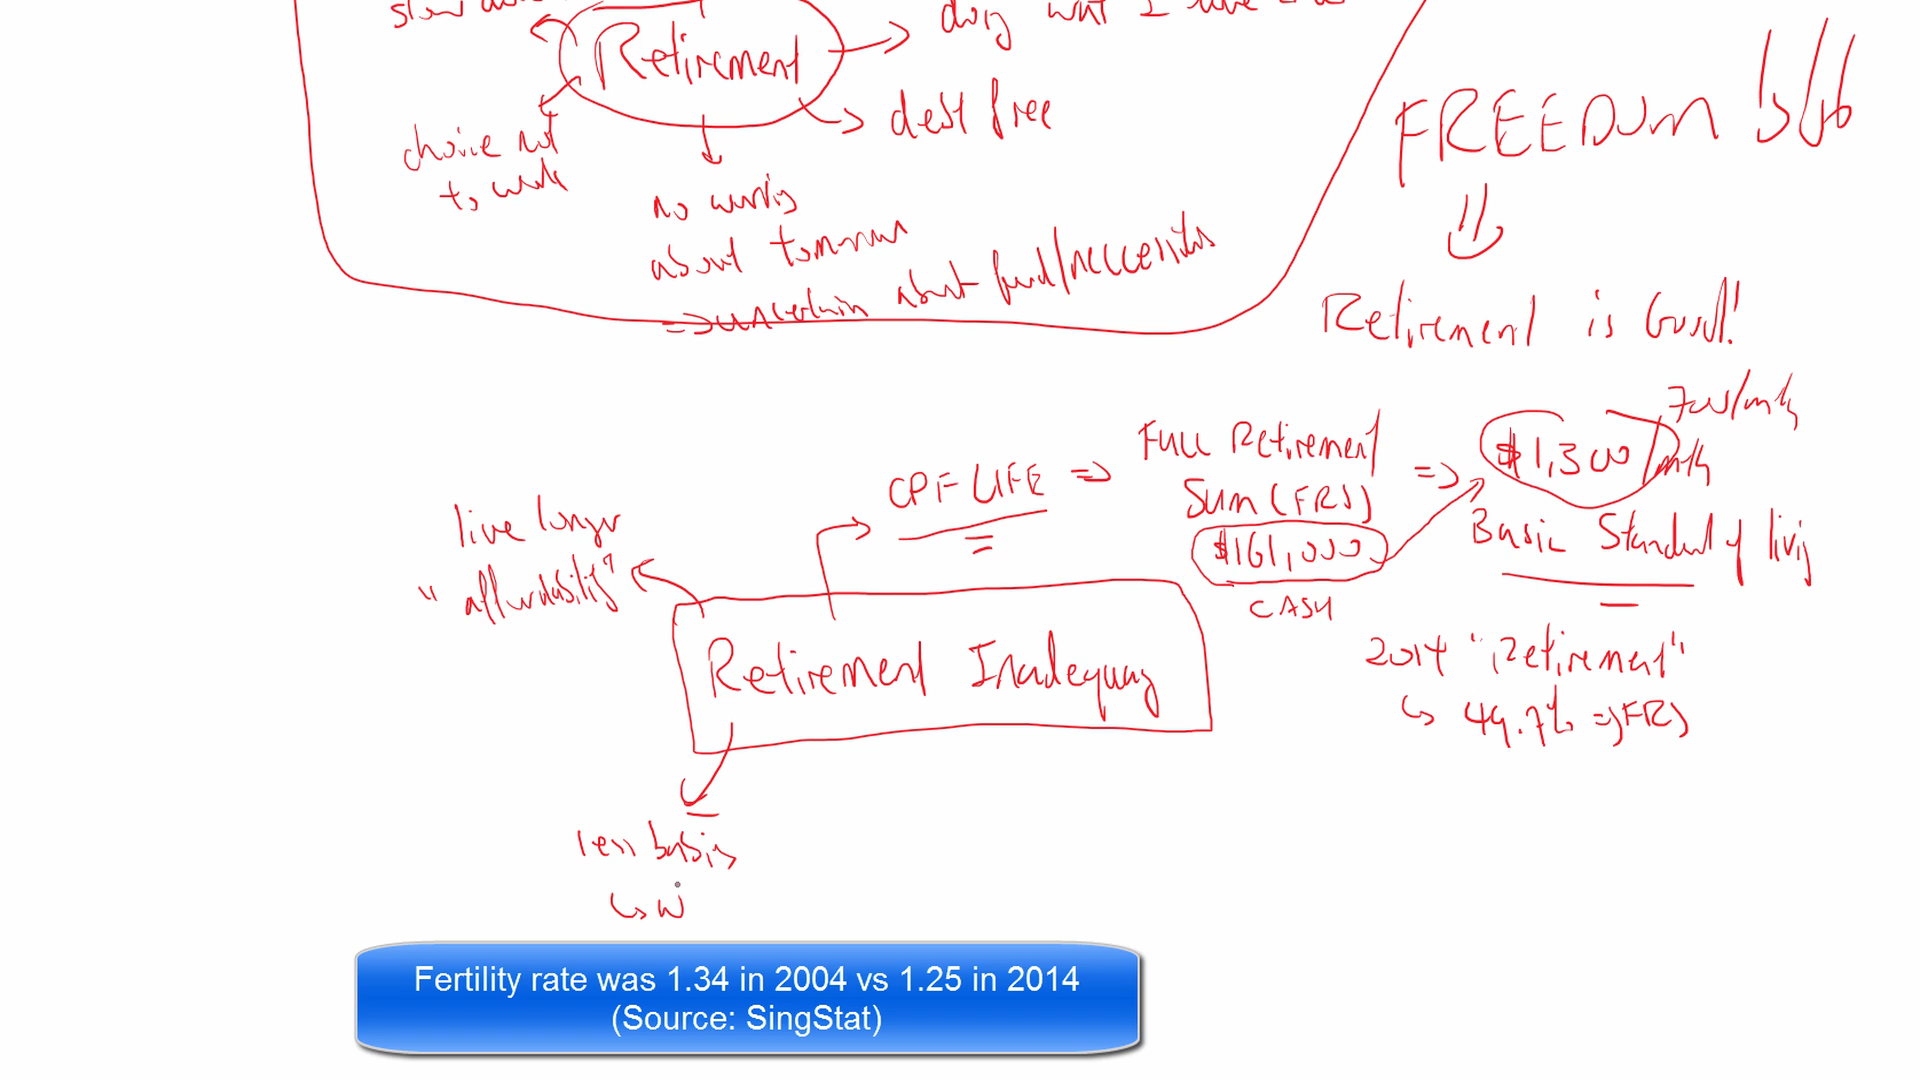 Retirement
doing what I love
debt free
choice not
to work
no worries
about tomorrow
=> uncertain about food/neccessities
FREEDOM
Retirement is Good!
700/mth
$1,300/mth
Full Retirement
Sum (FRS)
$161,000
CASH
CPF LIFE =>
=>
Basic Standard of living
2014 "Retirement"
↳ 49.7% => FRS
live longer
"affordability"
Retirement Inadequacy
less babies
↳ w
Fertility rate was 1.34 in 2004 vs 1.25 in 2014
(Source: SingStat)